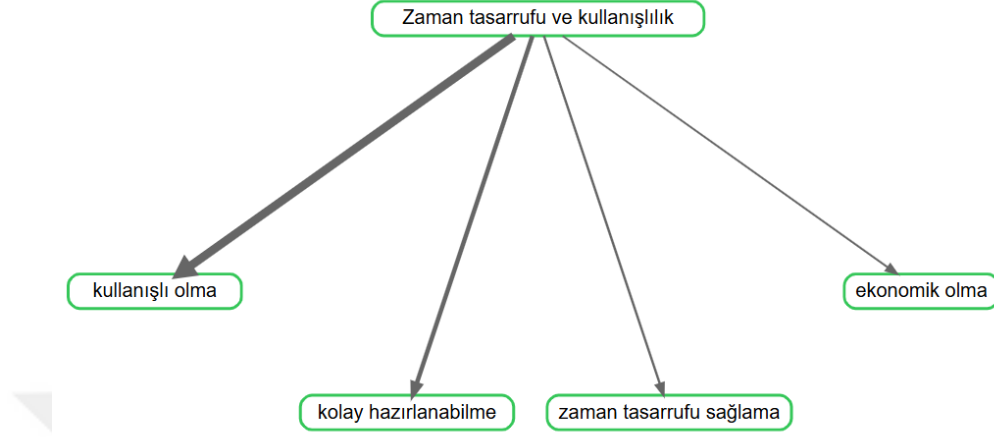 Zaman tasarrufu ve kullanışlılık
kullanışlı olma
ekonomik olma
kolay hazırlanabilme
zaman tasarrufu sağlama